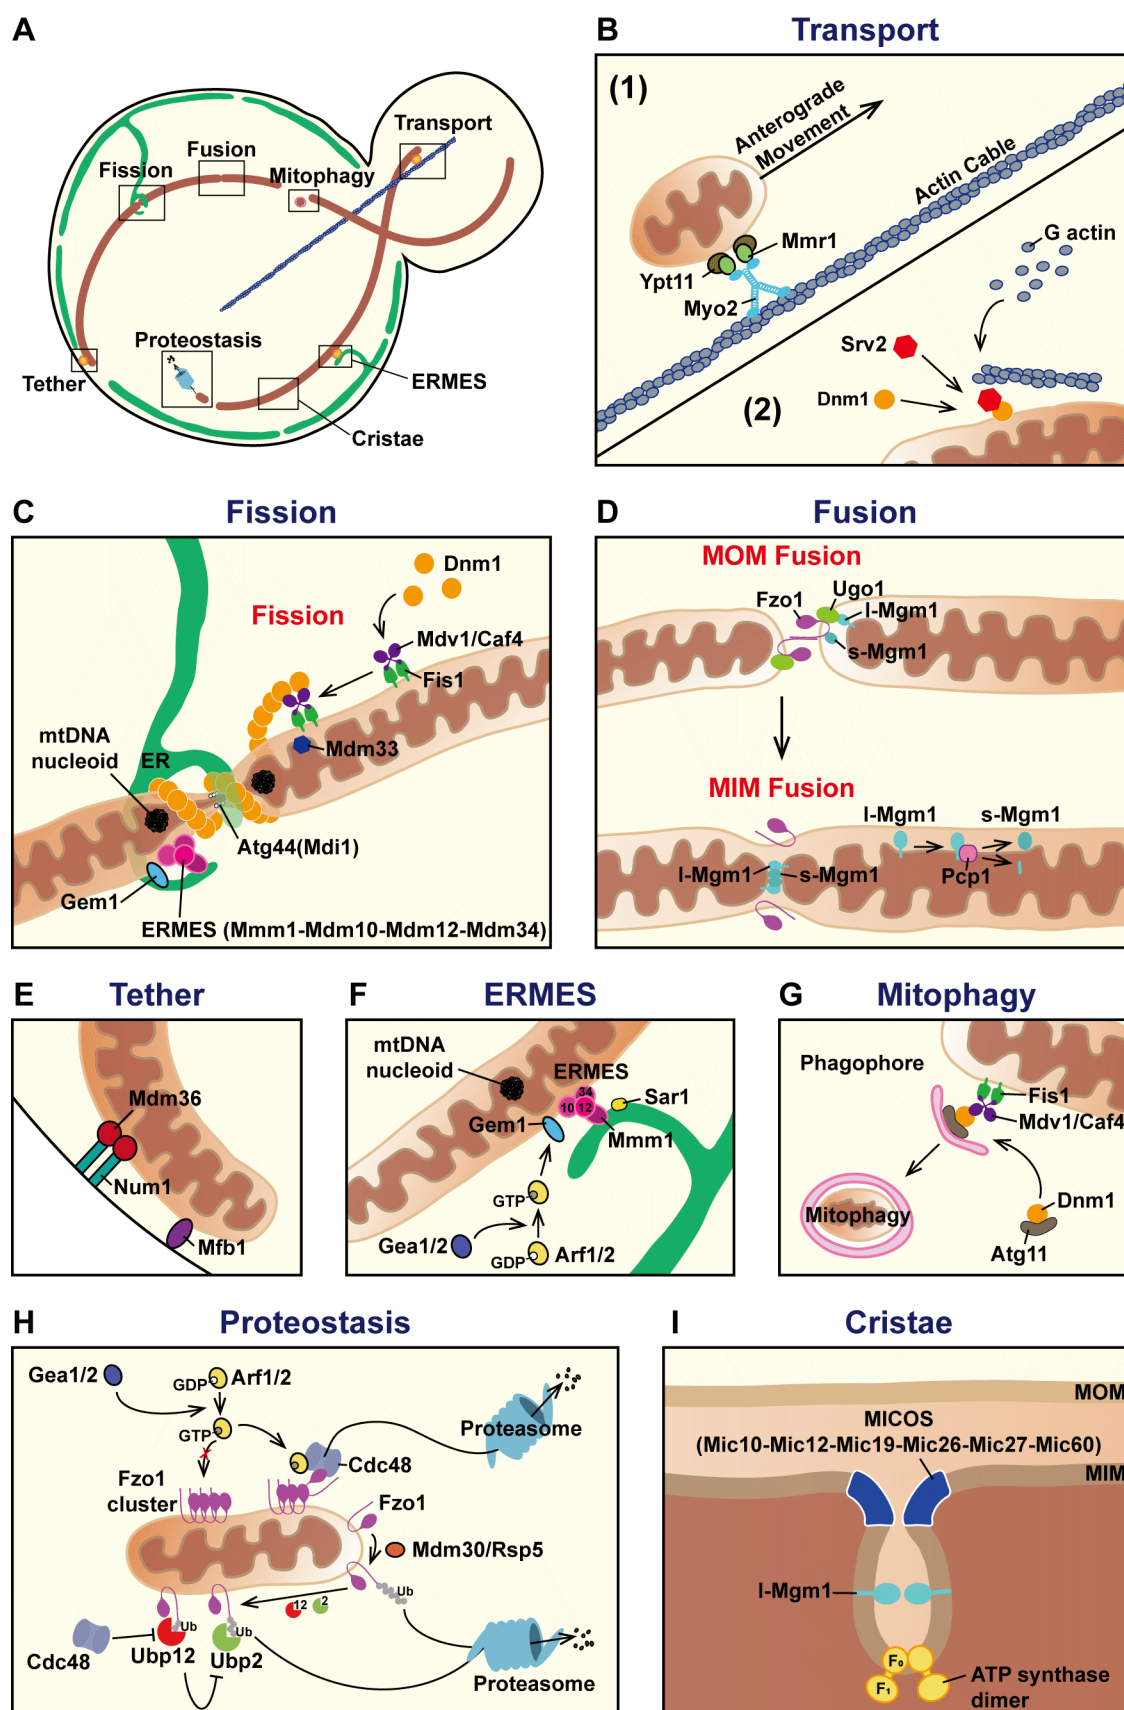 A
Transport
Fusion
Fission
Mitophagy
Proteostasis
Tether
ERMES
Cristae
B
Transport
(1)
Anterograde
Movement
Actin Cable
Mmr1
Ypt11
Myo2
G actin
Srv2
Dnm1
(2)
C
Fission
Dnm1
Fission
Mdv1/Caf4
Fis1
mtDNA
nucleoid
ER
Mdm33
Atg44(Mdi1)
Gem1
ERMES (Mmm1-Mdm10-Mdm12-Mdm34)
D
Fusion
MOM Fusion
Fzo1
Ugo1
l-Mgm1
s-Mgm1
MIM Fusion
l-Mgm1
s-Mgm1
Pcp1
l-Mgm1
s-Mgm1
E
Tether
Mdm36
Num1
Mfb1
F
ERMES
mtDNA
nucleoid
ERMES
34
10
12
Sar1
Gem1
Mmm1
GTP
Gea1/2
GDP
Arf1/2
G
Mitophagy
Phagophore
Fis1
Mdv1/Caf4
Mitophagy
Dnm1
Atg11
H
Proteostasis
Gea1/2
GDP
Arf1/2
GTP
Proteasome
Cdc48
Fzo1
cluster
Fzo1
Mdm30/Rsp5
Ub
12
2
Ub
Ub
Cdc48
Ubp12
Ubp2
Proteasome
I
Cristae
MOM
MICOS
(Mic10-Mic12-Mic19-Mic26-Mic27-Mic60)
MIM
l-Mgm1
F₀
F₁
ATP synthase
dimer